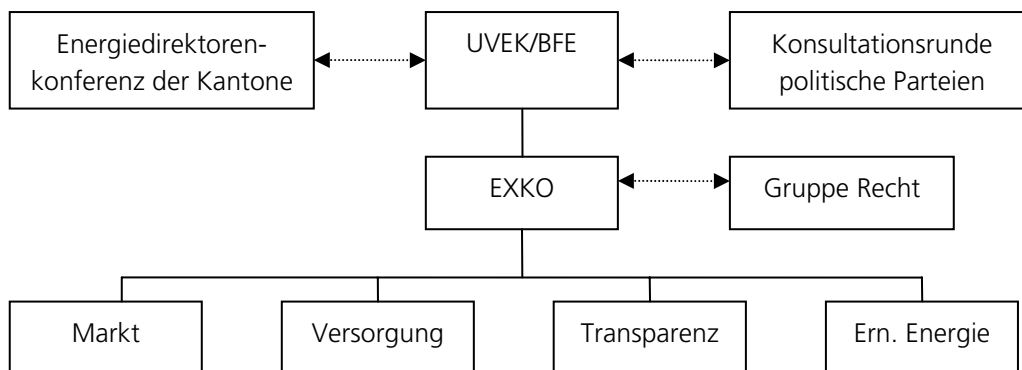 Energiedirektoren-
konferenz der Kantone
UVEK/BFE
Konsultationsrunde
politische Parteien
EXKO
Gruppe Recht
Markt
Versorgung
Transparenz
Ern. Energie